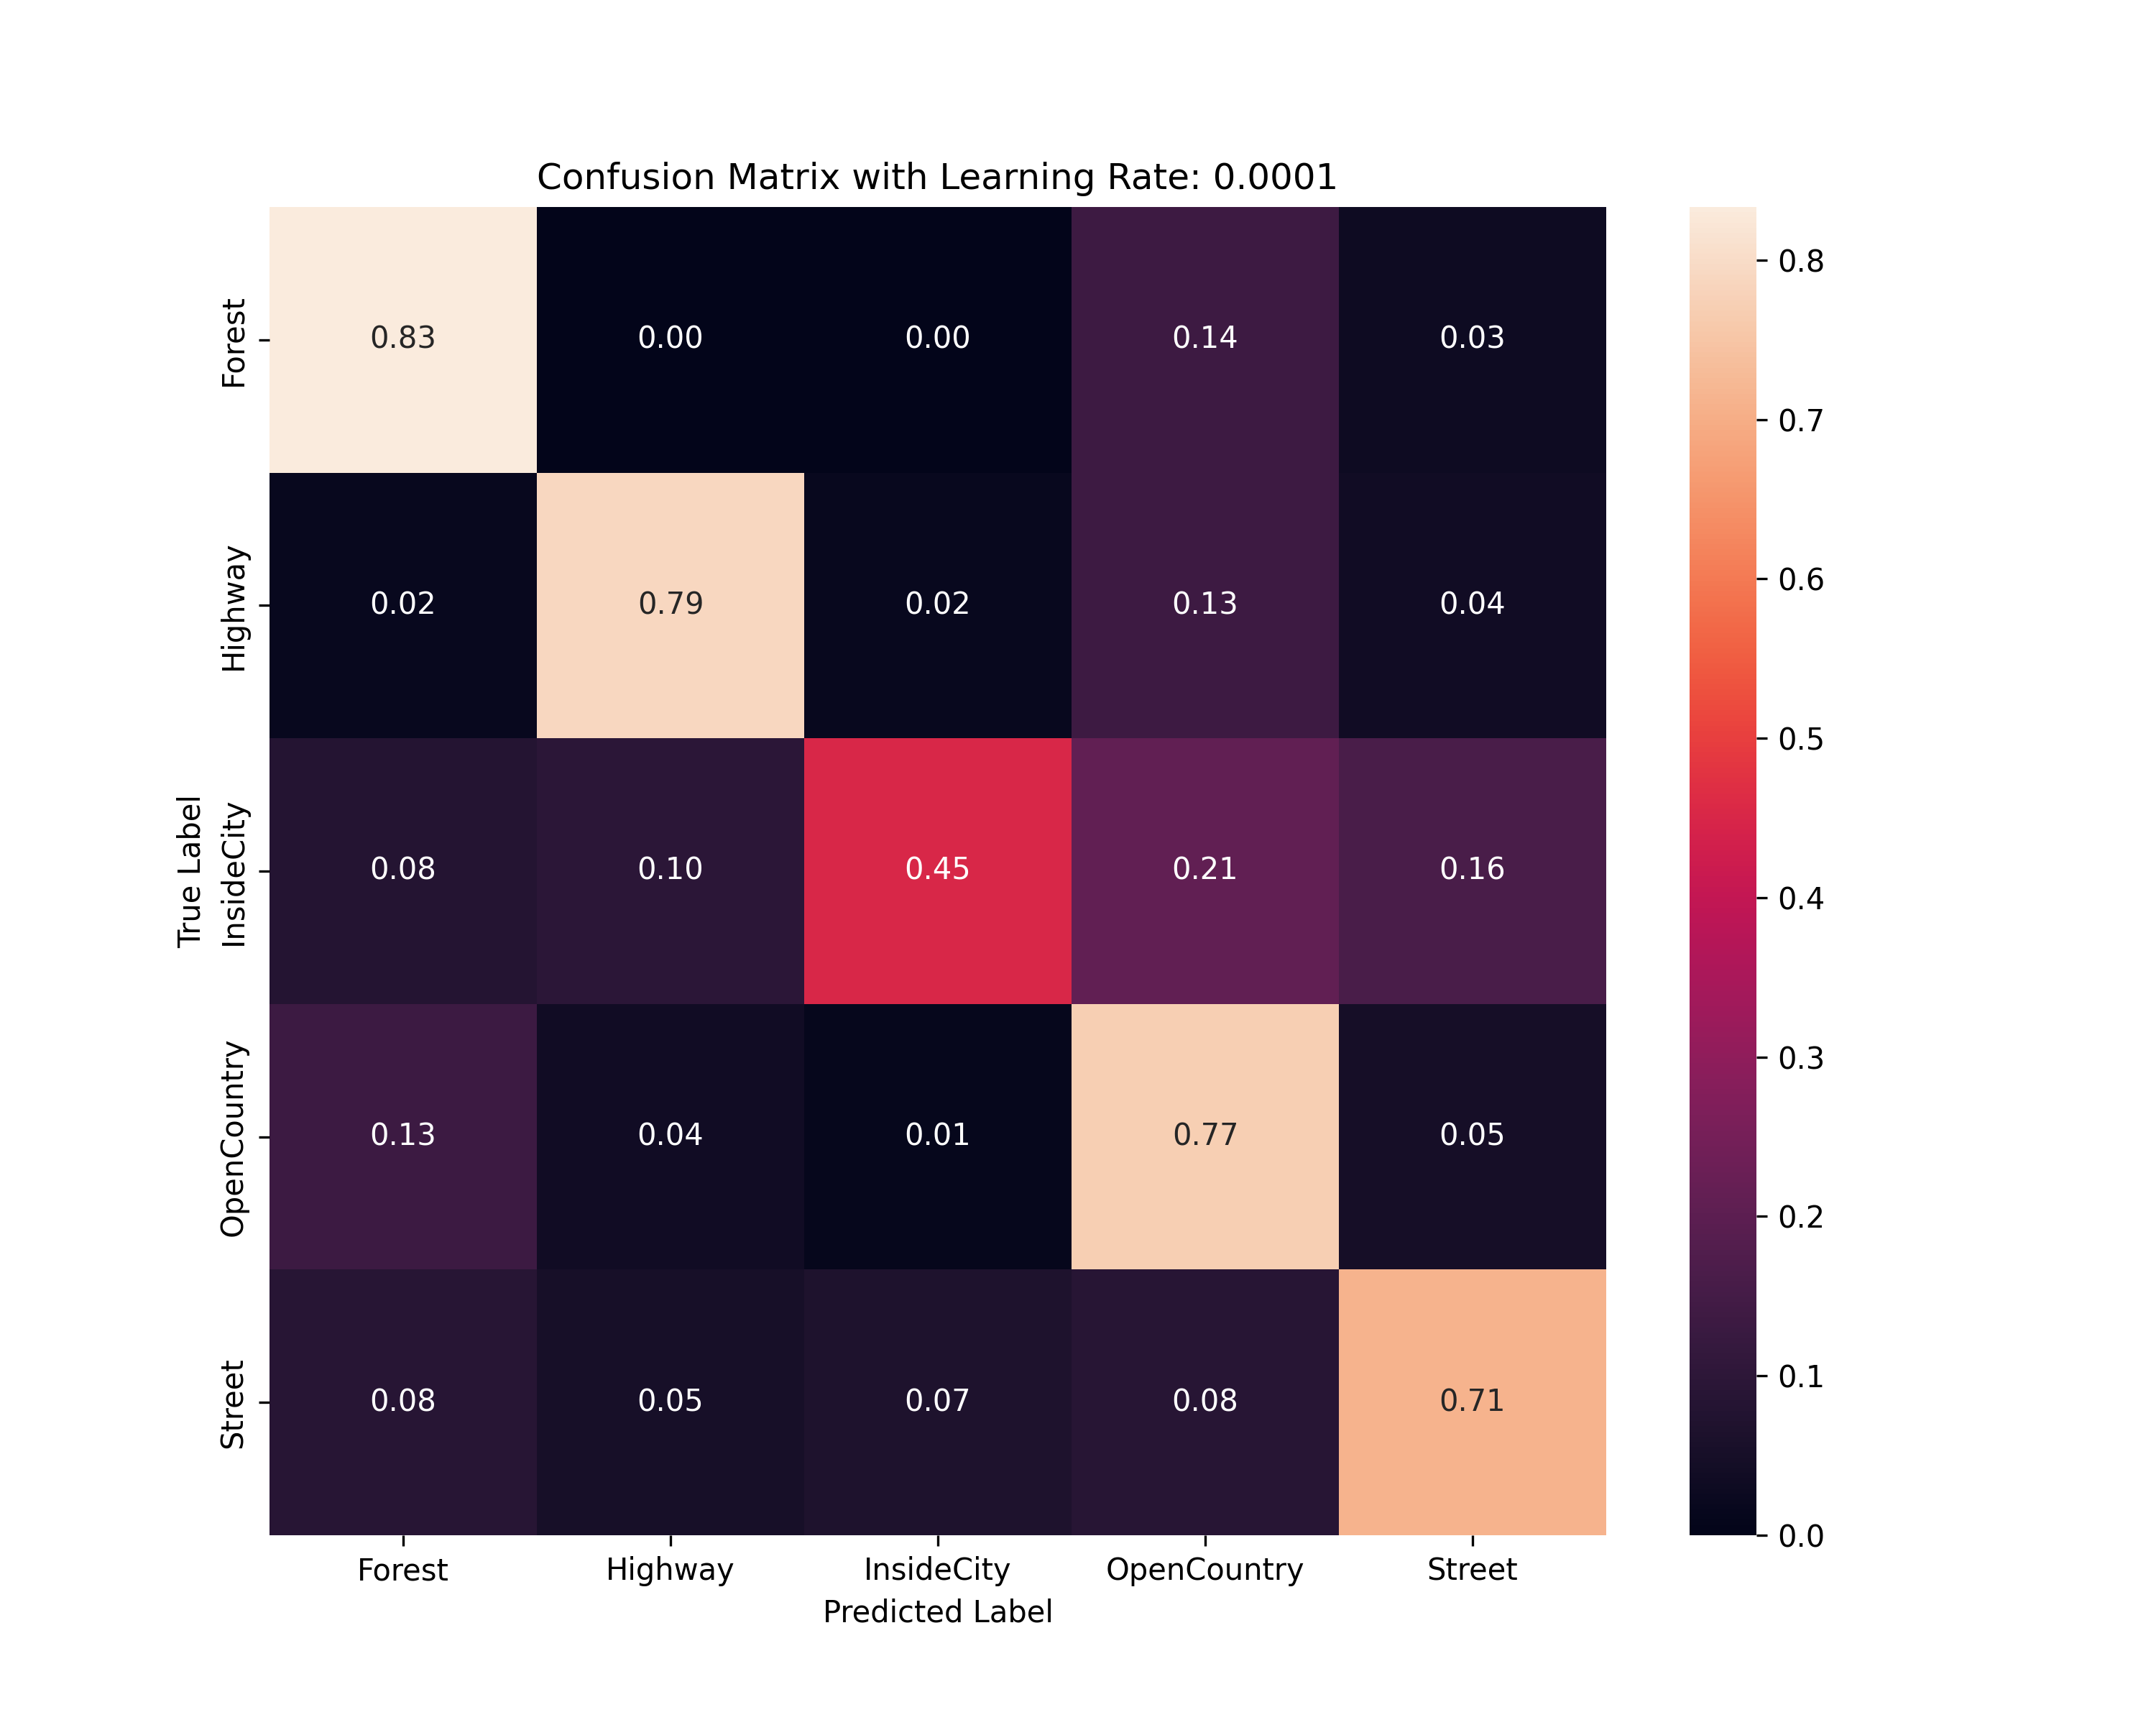 Confusion Matrix with Learning Rate: 0.0001
True Label
Forest 0.83 0.00 0.00 0.14 0.03
Highway 0.02 0.79 0.02 0.13 0.04
InsideCity 0.08 0.10 0.45 0.21 0.16
OpenCountry 0.13 0.04 0.01 0.77 0.05
Street 0.08 0.05 0.07 0.08 0.71
Forest Highway InsideCity OpenCountry Street
Predicted Label
0.8
0.7
0.6
0.5
0.4
0.3
0.2
0.1
0.0